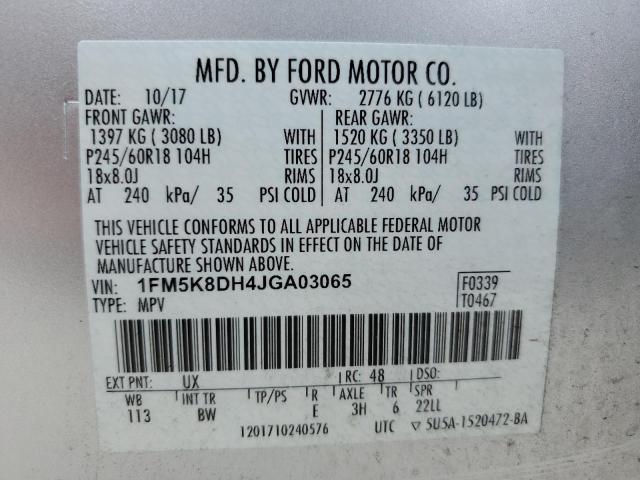 MFD. BY FORD MOTOR CO.
DATE: 10/17 GVWR: 2776 KG ( 6120 LB)
FRONT GAWR: REAR GAWR:
1397 KG ( 3080 LB) WITH 1520 KG ( 3350 LB) WITH
P245/60R18 104H TIRES P245/60R18 104H TIRES
18x8.0J RIMS 18x8.0J RIMS
AT 240 kPa/ 35 PSI COLD AT 240 kPa/ 35 PSI COLD
THIS VEHICLE CONFORMS TO ALL APPLICABLE FEDERAL MOTOR
VEHICLE SAFETY STANDARDS IN EFFECT ON THE DATE OF
MANUFACTURE SHOWN ABOVE.
VIN: 1FM5K8DH4JGA03065 F0339
TYPE: MPV T0467
EXT PNT: UX RC: 48 DSO:
WB INT TR TP/PS R AXLE TR SPR
113 BW E 3H 6 22LL
1201710240576 UTC ▽ 5U5A-1520472-BA